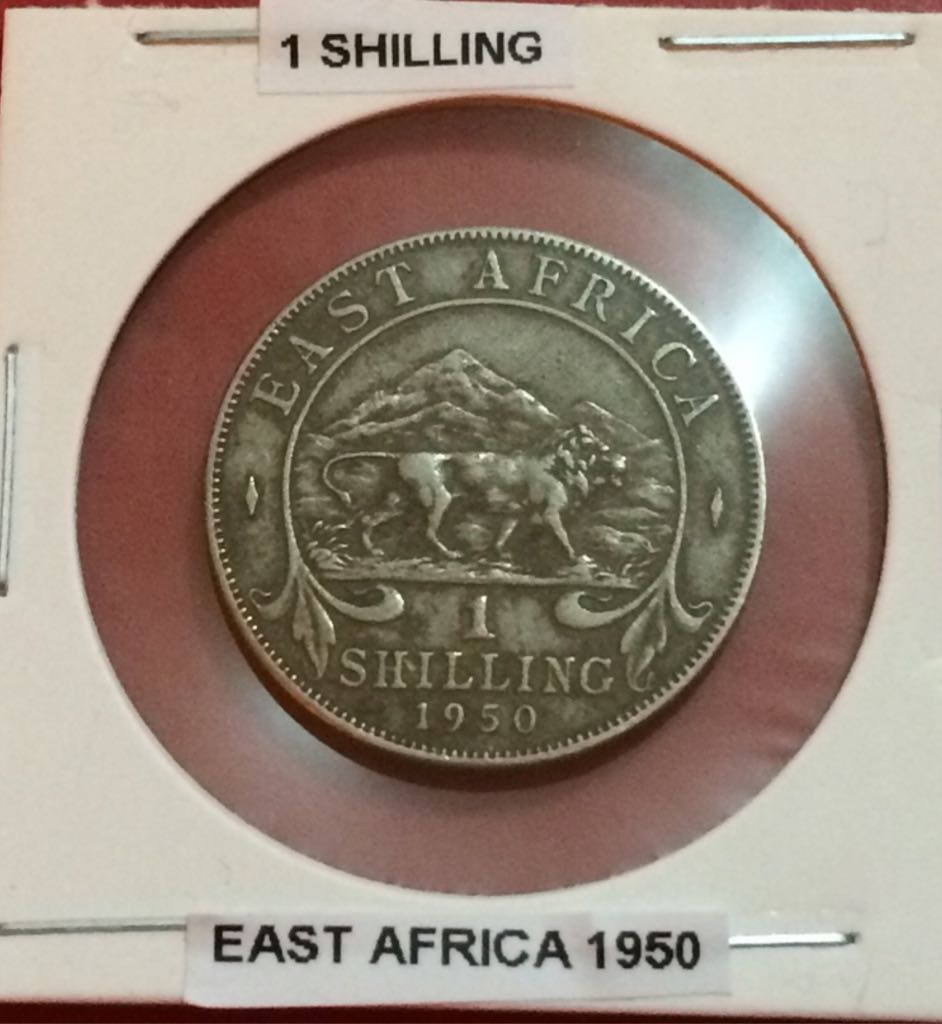 1 SHILLING
EAST AFRICA
1
SHILLING
1950
EAST AFRICA 1950